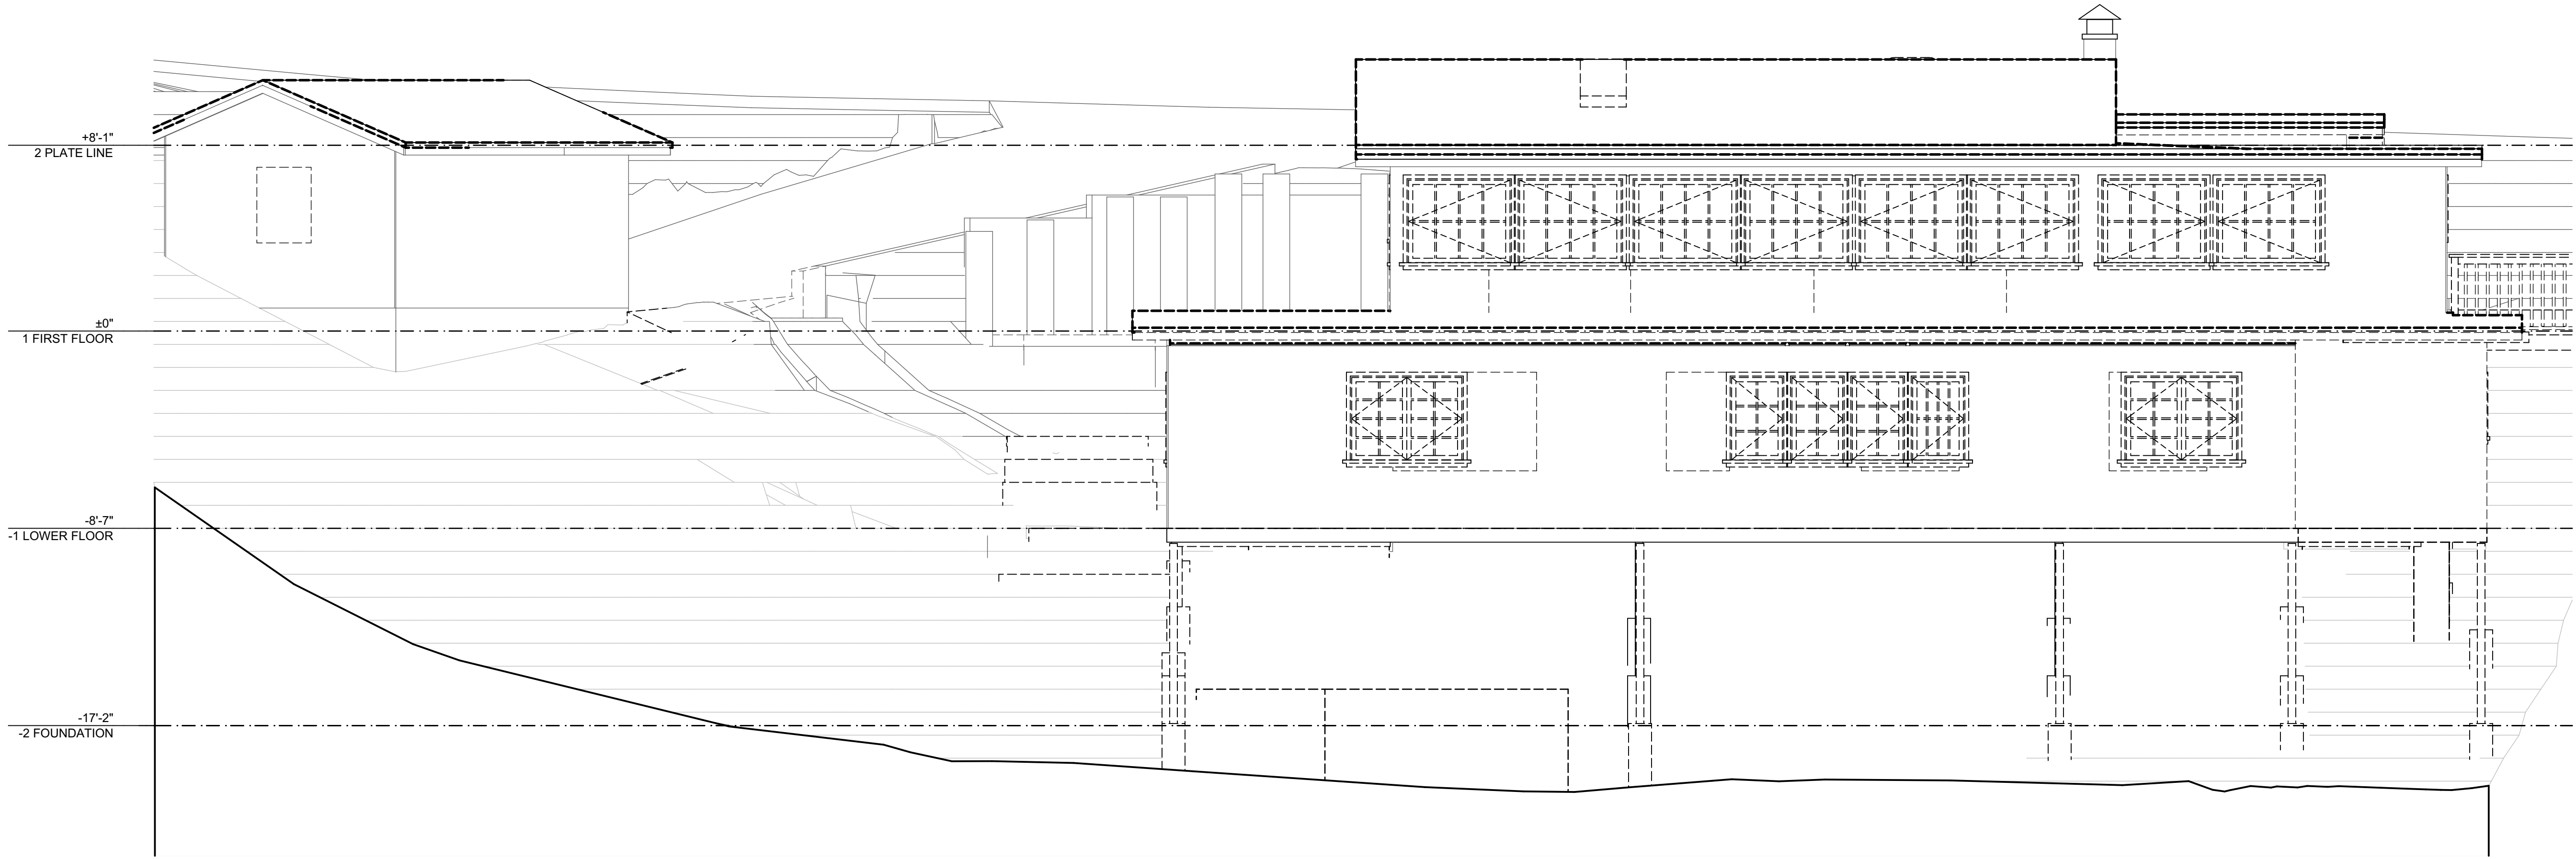 +8'-1"
2 PLATE LINE
±0"
1 FIRST FLOOR
-8'-7"
-1 LOWER FLOOR
-17'-2"
-2 FOUNDATION